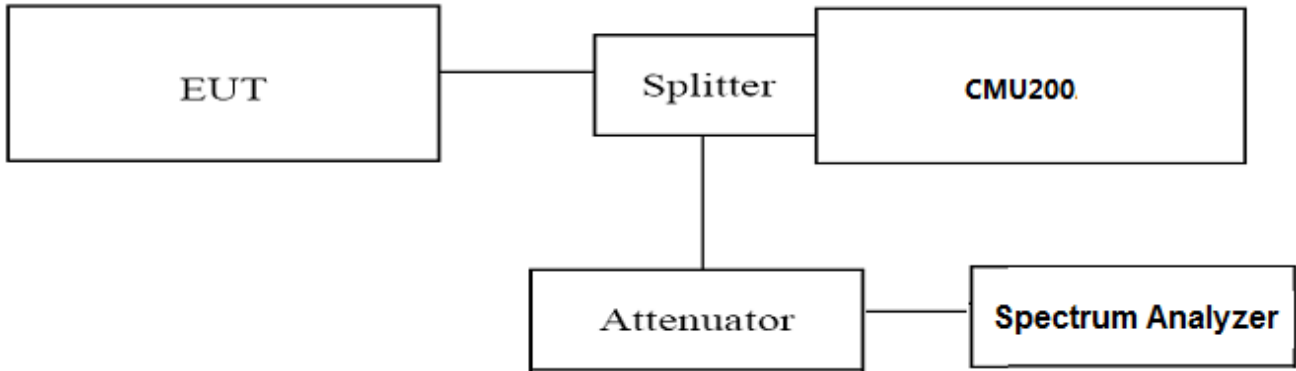 EUT
Splitter
CMU200
Attenuator
Spectrum Analyzer